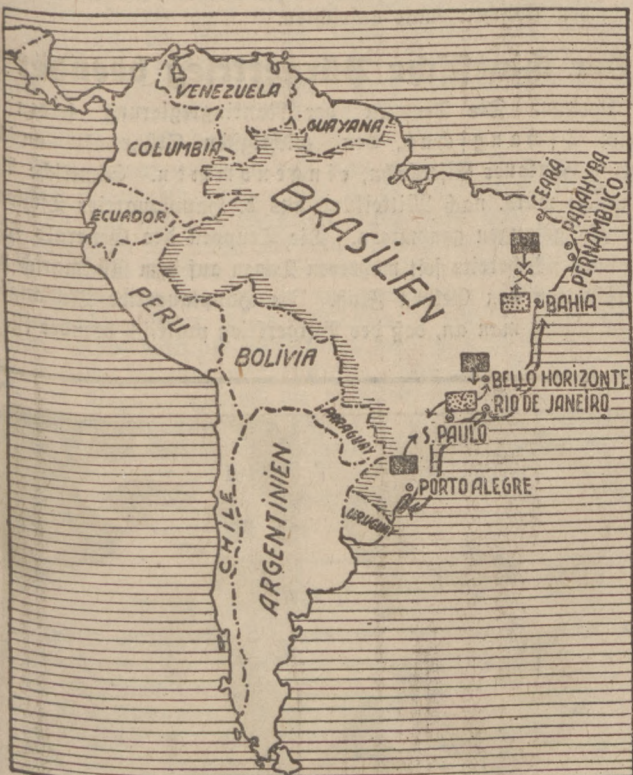 VENEZUELA
GUAYANA
COLUMBIA
ECUADOR
BRASILIEN
CEARÁ
PARAHYBA
PERNAMBUCO
PERU
BAHIA
BOLIVIA
BELLO HORIZONTE
RIO DE JANEIRO
PARAGUAY
S. PAULO
PORTO ALEGRE
URUGUAY
CHILE
ARGENTINIEN